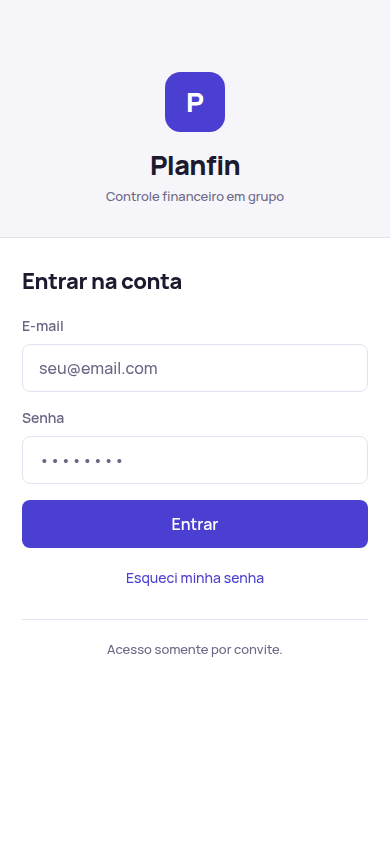 P
Planfin
Controle financeiro em grupo
Entrar na conta
E-mail
seu@email.com
Senha
••••••••
Entrar
Esqueci minha senha
Acesso somente por convite.